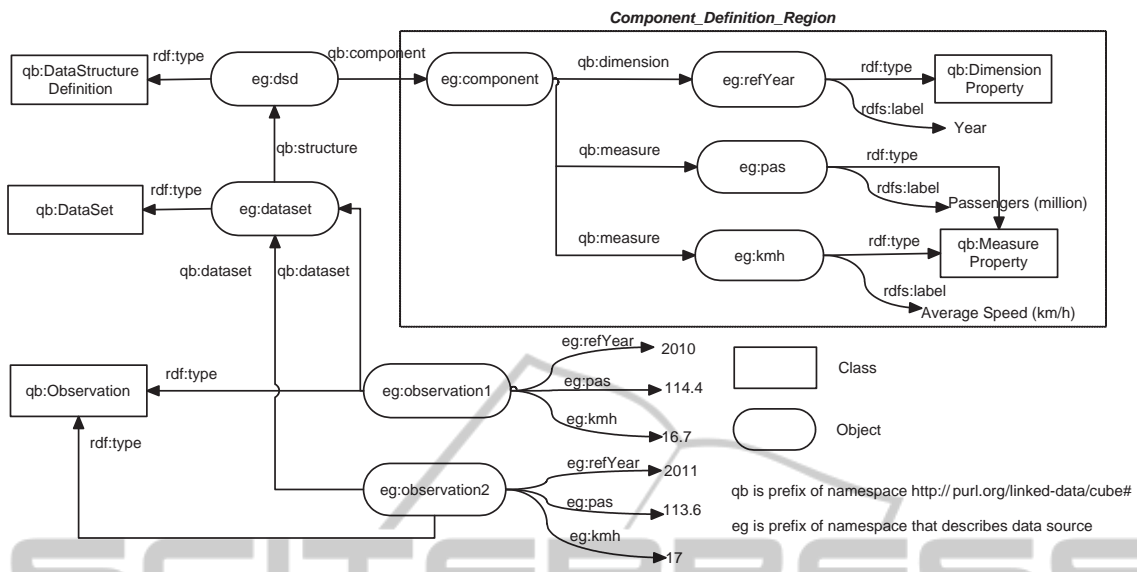 Component_Definition_Region
rdf:type
qb:component
qb:DataStructure
Definition
eg:dsd
eg:component
qb:dimension
eg:refYear
rdf:type
qb:Dimension
Property
rdfs:label
Year
qb:structure
qb:measure
eg:pas
rdf:type
rdfs:label
Passengers (million)
rdf:type
qb:DataSet
eg:dataset
qb:measure
eg:kmh
rdf:type
qb:Measure
Property
rdfs:label
Average Speed (km/h)
qb:dataset
qb:dataset
eg:refYear
2010
rdf:type
qb:Observation
eg:observation1
eg:pas
114.4
eg:kmh
16.7
Class
rdf:type
Object
eg:observation2
eg:refYear
2011
eg:pas
113.6
eg:kmh
17
qb is prefix of namespace http://purl.org/linked-data/cube#
eg is prefix of namespace that describes data source
SCITEPRESS